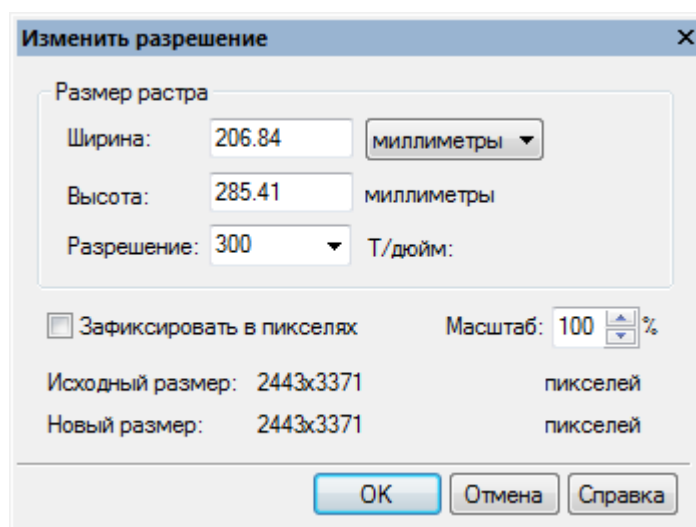 Изменить разрешение
Размер растра
Ширина: 206.84 миллиметры
Высота: 285.41 миллиметры
Разрешение: 300 Т/дюйм:
Зафиксировать в пикселях Масштаб: 100 %
Исходный размер: 2443x3371 пикселей
Новый размер: 2443x3371 пикселей
OK Отмена Справка